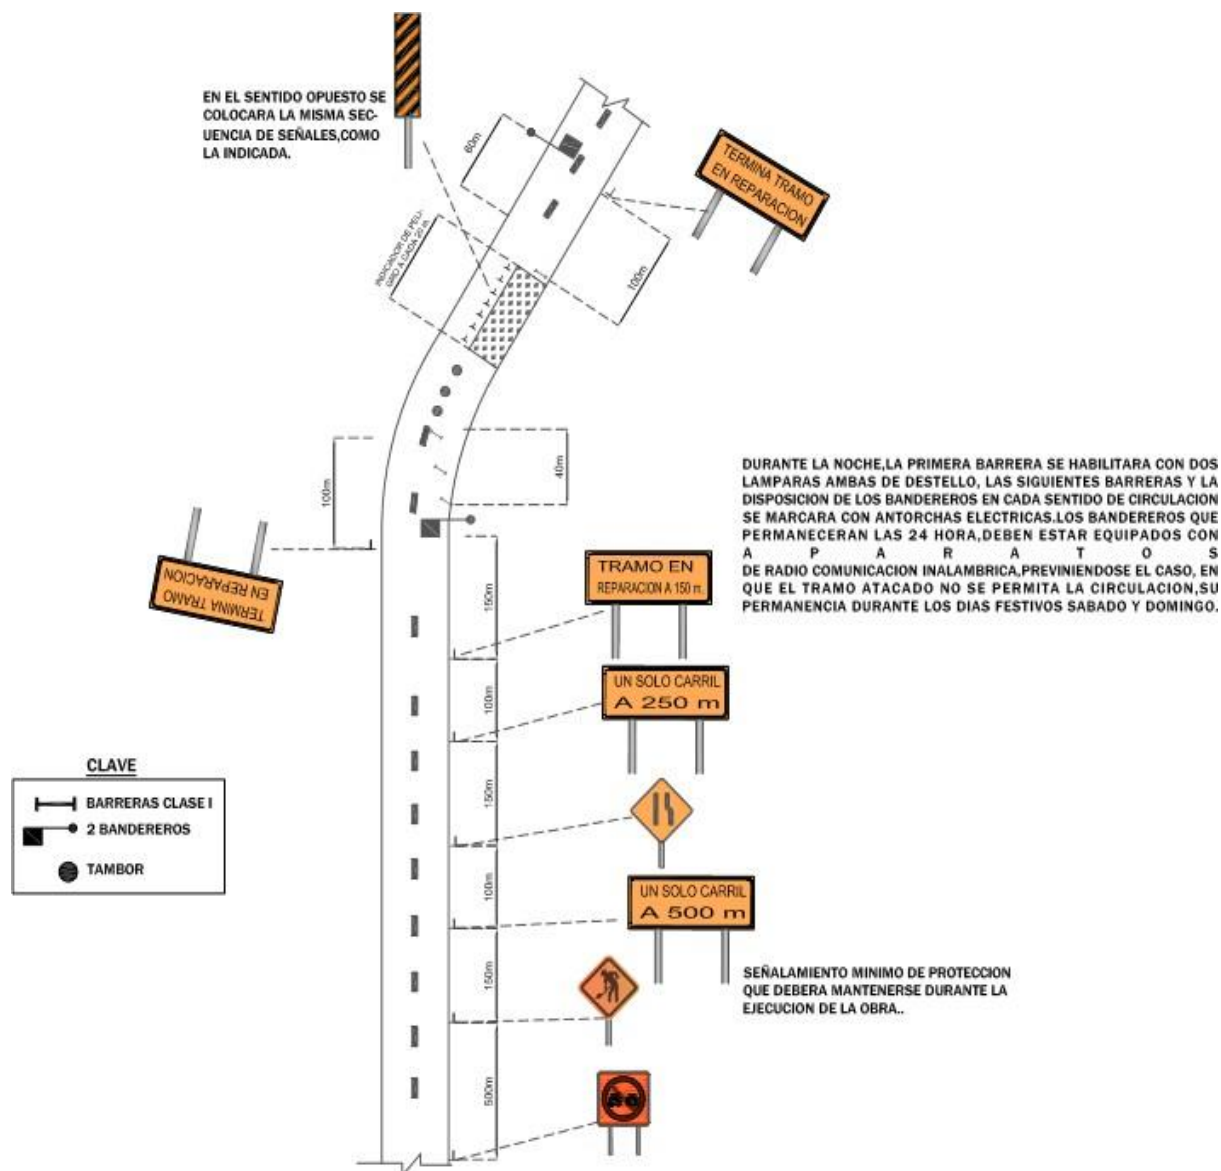 EN EL SENTIDO OPUESTO SE
COLOCARA LA MISMA SEC-
UENCIA DE SEÑALES,COMO
LA INDICADA.
60m
TERMINA TRAMO
EN REPARACION
INDICADOR DE PELI-
GRO A CADA 20 m.
100m
100m
40m
TERMINA TRAMO
EN REPARACION
DURANTE LA NOCHE,LA PRIMERA BARRERA SE HABILITARA CON DOS
LAMPARAS AMBAS DE DESTELLO, LAS SIGUIENTES BARRERAS Y LA
DISPOSICION DE LOS BANDEREROS EN CADA SENTIDO DE CIRCULACION
SE MARCARA CON ANTORCHAS ELECTRICAS.LOS BANDEREROS QUE
PERMANECERAN LAS 24 HORA,DEBEN ESTAR EQUIPADOS CON
A P A R A T O S
DE RADIO COMUNICACION INALAMBRICA,PREVINIENDOSE EL CASO, EN
QUE EL TRAMO ATACADO NO SE PERMITA LA CIRCULACION,SU
PERMANENCIA DURANTE LOS DIAS FESTIVOS SABADO Y DOMINGO.
150m
TRAMO EN
REPARACION A 150 m.
100m
UN SOLO CARRIL
A 250 m
150m
100m
UN SOLO CARRIL
A 500 m
150m
500m
CLAVE
BARRERAS CLASE I
2 BANDEREROS
TAMBOR
SEÑALAMIENTO MINIMO DE PROTECCION
QUE DEBERA MANTENERSE DURANTE LA
EJECUCION DE LA OBRA..